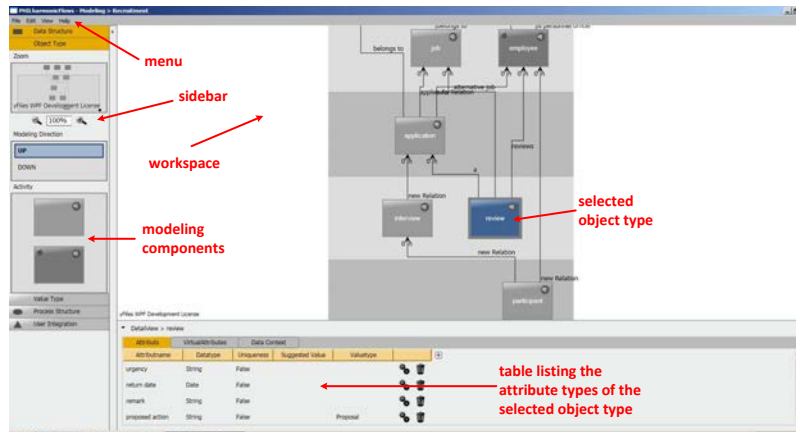 PHILharmonicFlows - Modeling > Recruitment
File Edit View Help
Data Structure
Object Type
Zoom
yFiles WPF Development License
100%
Modeling Direction
UP
DOWN
Activity
Value Type
Process Structure
User Integration
menu
sidebar
workspace
modeling
components
belongs to
belongs to
job
employee
alternative job
application
reviews
new Relation
interview
review
new Relation
new Relation
participant
selected
object type
yFiles WPF Development License
Detailview > review
Attributs VirtualAttributes Data Context
Attributname Datatype Uniqueness Suggested Value Valuetype
urgency String False
return date Date False
remark String False
proposed action String False Proposal
table listing the
attribute types of the
selected object type